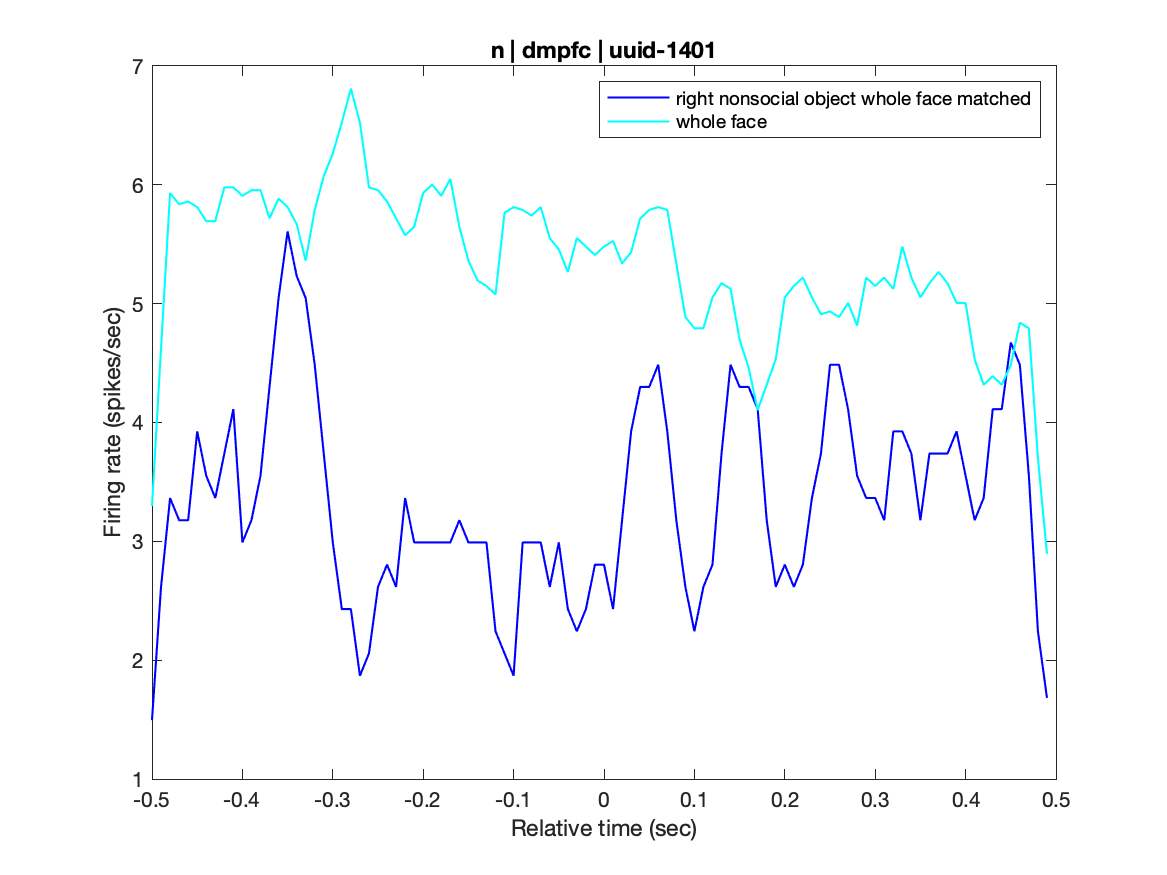 n | dmpfc | uuid-1401
right nonsocial object whole face matched
whole face
7
6
5
4
3
2
1
Firing rate (spikes/sec)
-0.5 -0.4 -0.3 -0.2 -0.1 0 0.1 0.2 0.3 0.4 0.5
Relative time (sec)